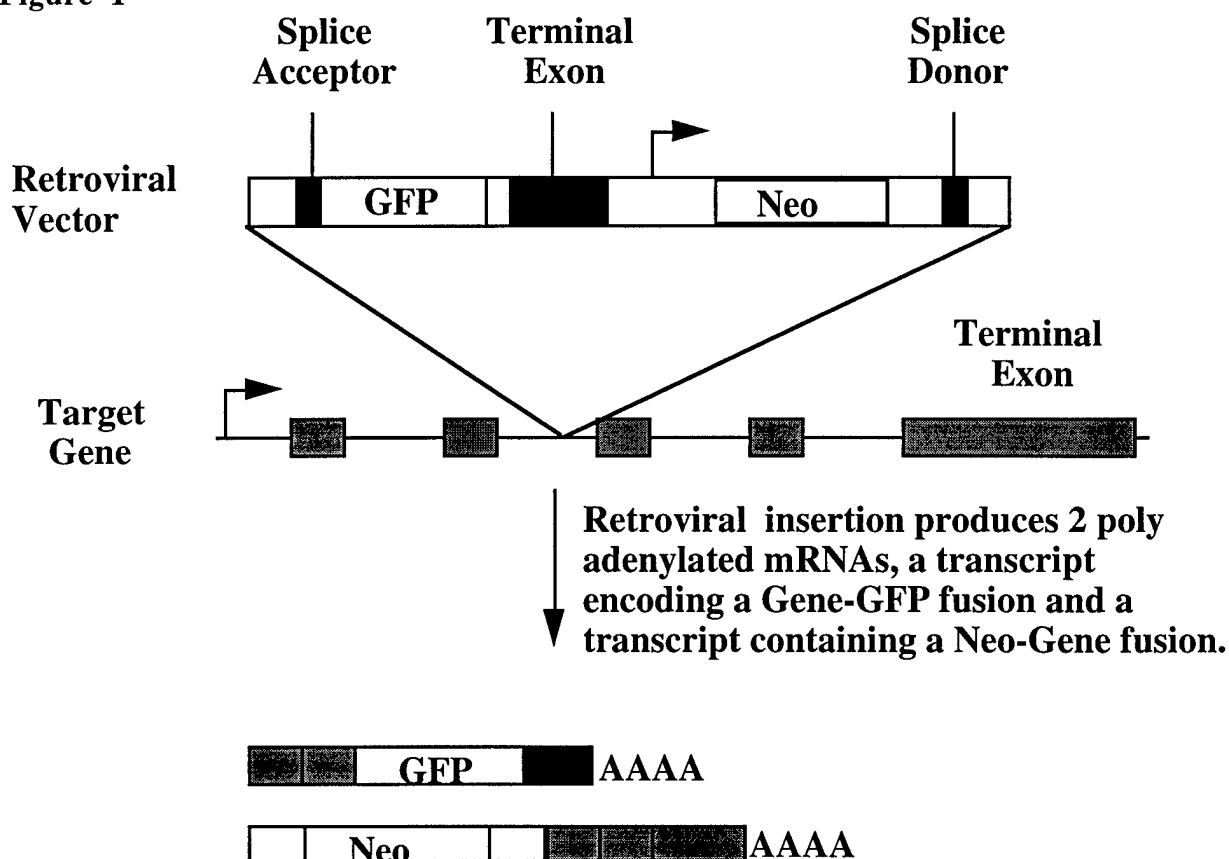 Figure 1
Splice
Acceptor
Terminal
Exon
Splice
Donor
Retroviral
Vector
GFP
Neo
Terminal
Exon
Target
Gene
Retroviral insertion produces 2 poly
adenylated mRNAs, a transcript
encoding a Gene-GFP fusion and a
transcript containing a Neo-Gene fusion.
GFP
AAAA
Neo
AAAA